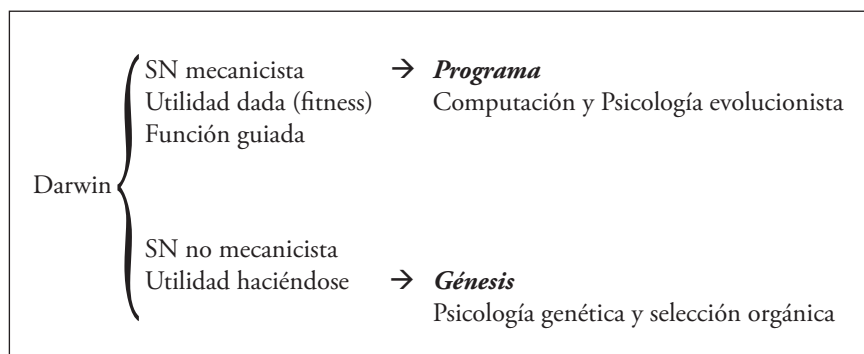 SN mecanicista → Programa
Utilidad dada (fitness) Computación y Psicología evolucionista
Función guiada
Darwin
SN no mecanicista
Utilidad haciéndose → Génesis
Psicología genética y selección orgánica